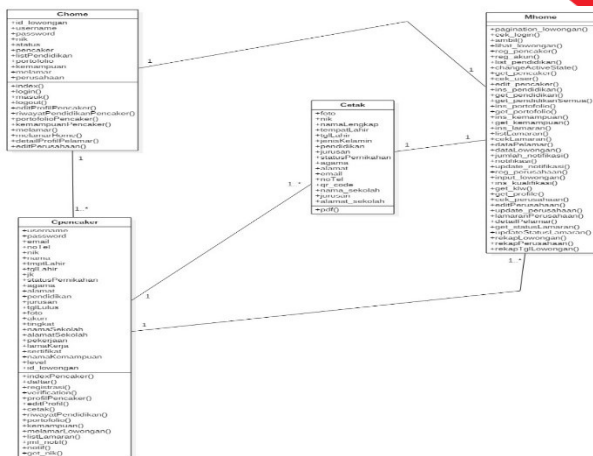 Chome
+id_lowongan
+username
+password
+nik
+status
+pencaker
+listPendidikan
+portofolio
+kemampuan
+melamar
+perusahaan
+index()
+login()
+masuk()
+logout()
+editProfilPencaker()
+riwayatPendidikanPencaker()
+portofolioPencaker()
+kemampuanPencaker()
+melamar()
+melamarHome()
+detailProfilPelamar()
+editPerusahaan()
1
1
1
1..*
Cetak
+foto
+nik
+namaLengkap
+tempatLahir
+tglLahir
+jenisKelamin
+pendidikan
+jurusan
+statusPernikahan
+agama
+alamat
+email
+noTel
+qr_code
+nama_sekolah
+jurusan
+alamat_sekolah
+pdf()
1
1
1..*
1
Mhome
+pagination_lowongan()
+cek_login()
+ambil()
+lihat_lowongan()
+reg_pencaker()
+reg_akun()
+list_pendidikan()
+changeActiveState()
+get_pencaker()
+cek_user()
+edit_pencaker()
+ins_pendidikan()
+get_pendidikan()
+get_pendidikanSemua()
+ins_portofolio()
+get_portofolio()
+ins_kemampuan()
+get_kemampuan()
+ins_lamaran()
+listLamaran()
+cekLamaran()
+dataPelamar()
+dataLowongan()
+jumlah_notifikasi()
+notifikasi()
+update_notifikasi()
+reg_perusahaan()
+input_lowongan()
+ins_kualifikasi()
+get_klw()
+get_profile()
+cek_perusahaan()
+editPerusahaan()
+update_perusahaan()
+lamaranPerusahaan()
+detailPelamar()
+get_statusLamaran()
+updateStatusLamaran()
+rekapLowongan()
+rekapPerusahaan()
+rekapTglLowongan()
1..*
1
Cpencaker
+username
+password
+email
+noTel
+nik
+nama
+tmptLahir
+tglLahir
+jk
+statusPernikahan
+agama
+alamat
+pendidikan
+jurusan
+tglLulus
+foto
+akun
+tingkat
+namaSekolah
+alamatSekolah
+pekerjaan
+lamaKerja
+sertifikat
+namaKemampuan
+level
+id_lowongan
+indexPencaker()
+daftar()
+registrasi()
+verification()
+profilPencaker()
+editProfil()
+cetak()
+riwayatPendidikan()
+portofolio()
+kemampuan()
+melamarLowongan()
+listLamaran()
+jml_notif()
+notif()
+get_nik()